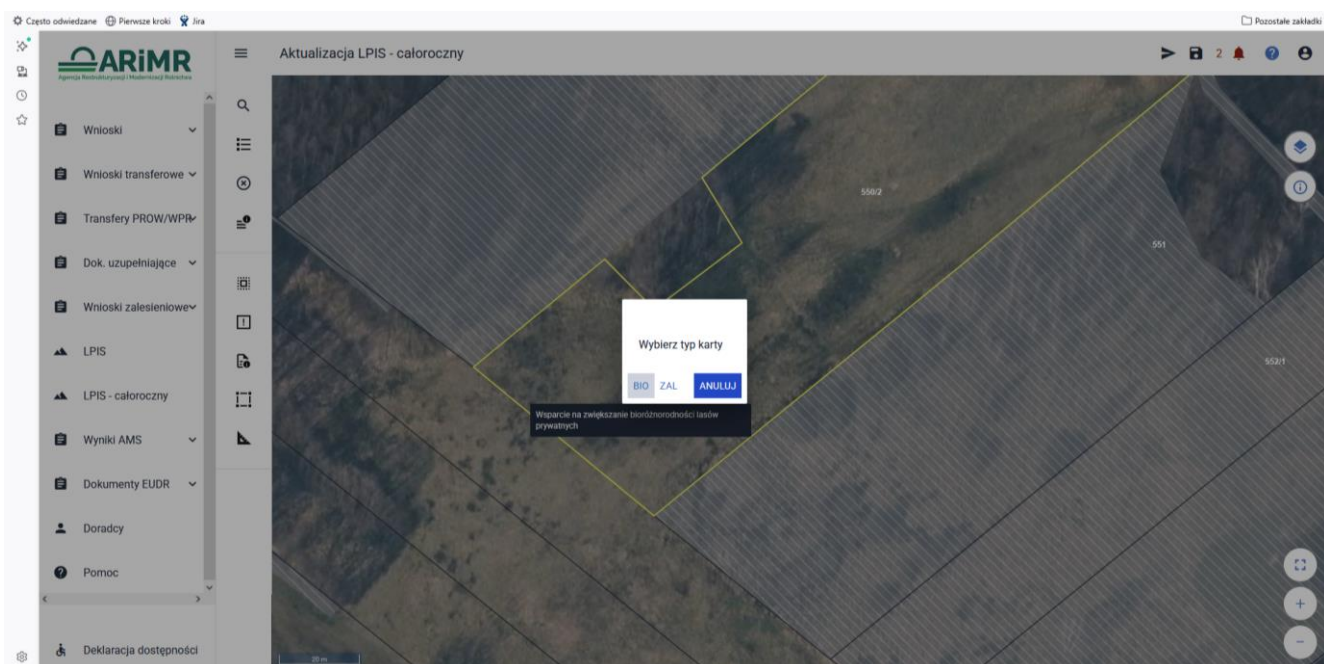 Często odwiedzane Pierwsze kroki Jira Pozostałe zakładki
ARiMR
Agencja Restrukturyzacji i Modernizacji Rolnictwa
Aktualizacja LPIS - całoroczny 2
Wnioski
Wnioski transferowe
Transfery PROW/WPR
Dok. uzupełniające
Wnioski zalesieniowe
LPIS
LPIS - całoroczny
Wyniki AMS
Dokumenty EUDR
Doradcy
Pomoc
Deklaracja dostępności
550/2
551
552/1
Wybierz typ karty
BIO ZAL ANULUJ
Wsparcie na zwiększanie bioróżnorodności lasów
prywatnych
20 m